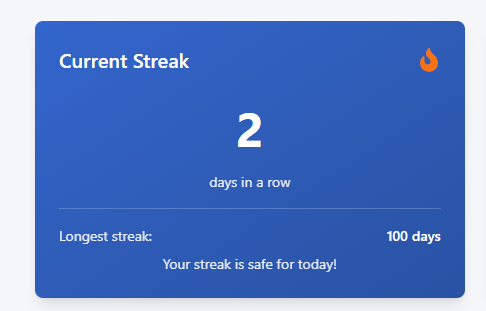 Current Streak
2
days in a row
Longest streak: 100 days
Your streak is safe for today!